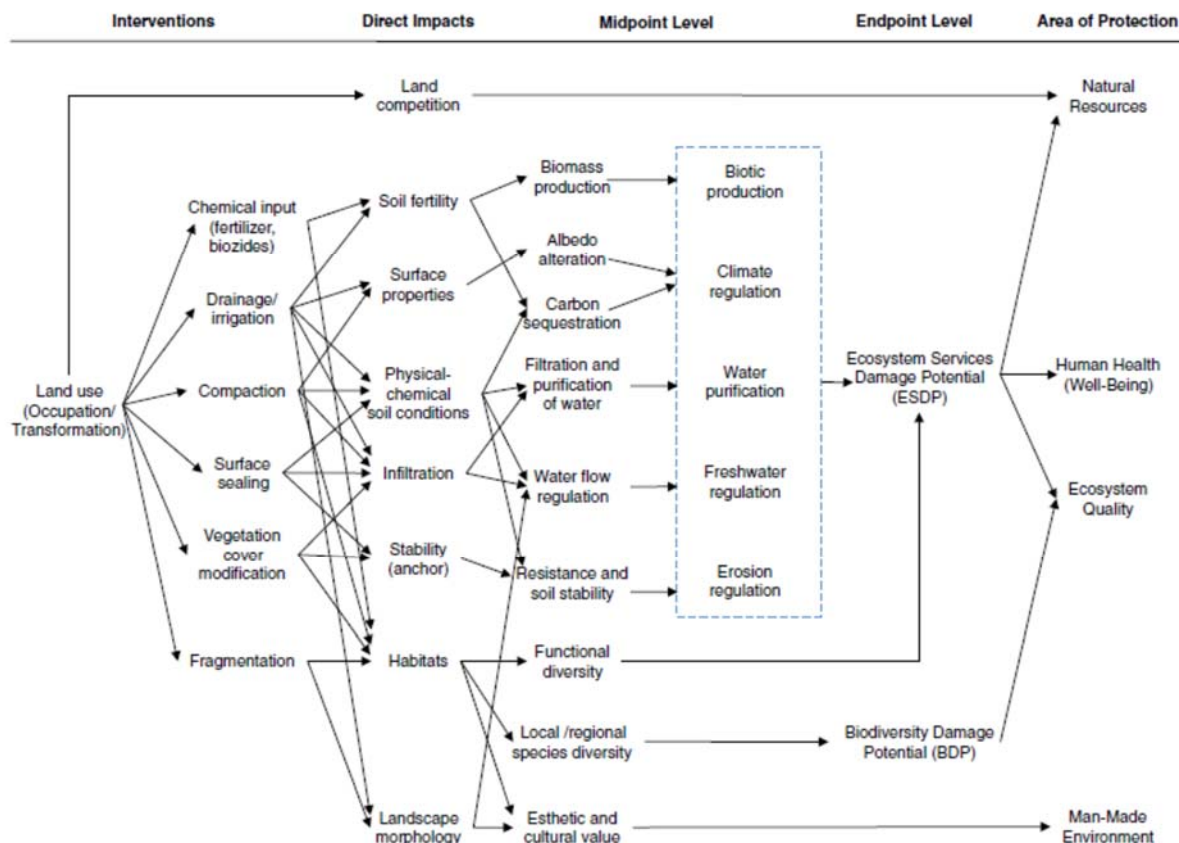 Interventions
Direct Impacts
Midpoint Level
Endpoint Level
Area of Protection
Land
competition
Natural
Resources
Biomass
production
Biotic
production
Chemical input
(fertilizer,
biozides)
Soil fertility
Albedo
alteration
Surface
properties
Climate
regulation
Drainage/
irrigation
Carbon
sequestration
Land use
(Occupation/
Transformation)
Compaction
Physical-
chemical
soil conditions
Filtration and
purification
of water
Water
purification
Ecosystem Services
Damage Potential
(ESDP)
Human Health
(Well-Being)
Surface
sealing
Infiltration
Water flow
regulation
Freshwater
regulation
Ecosystem
Quality
Vegetation
cover
modification
Stability
(anchor)
Resistance and
soil stability
Erosion
regulation
Fragmentation
Habitats
Functional
diversity
Local /regional
species diversity
Biodiversity Damage
Potential (BDP)
Landscape
morphology
Esthetic and
cultural value
Man-Made
Environment